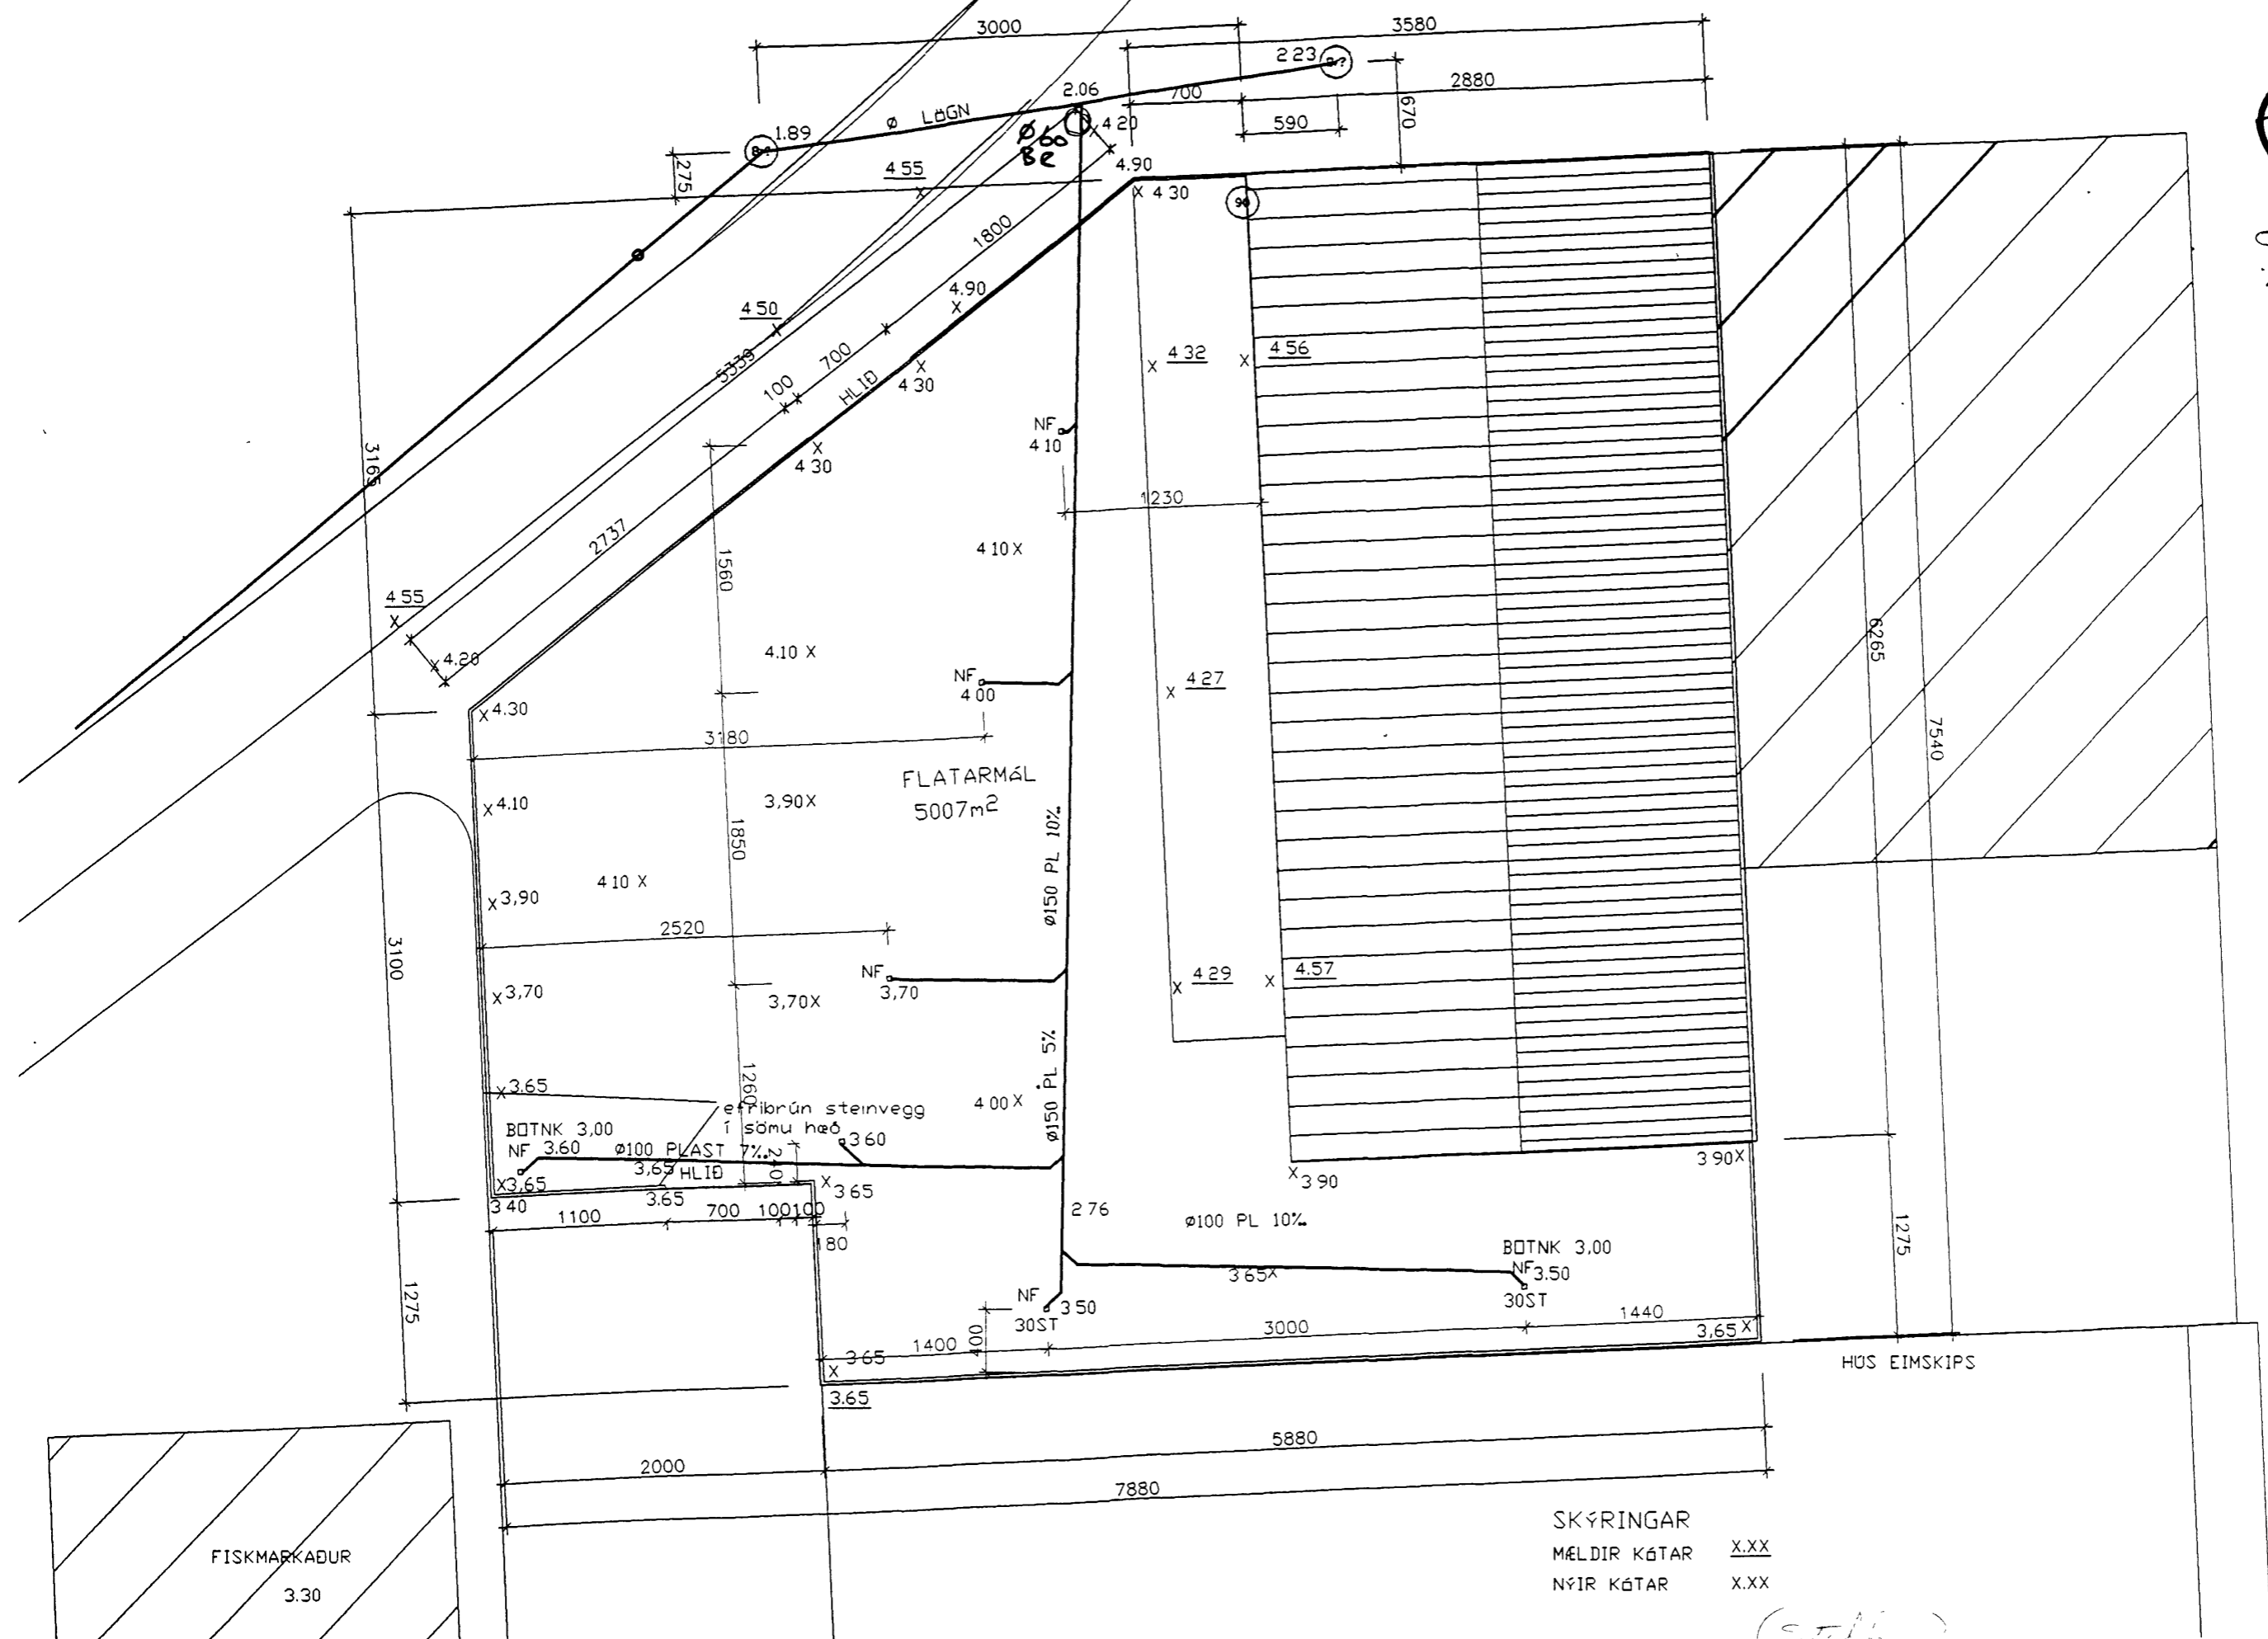 3000
3580
2 23
2880
2.06
700
670
590
Ø LÖGN
1.89
4 20
Ø 60
Be
275
4.90
4 55
4 30
90
1800
4.90
4 50
4 32
4 56
5339
700
100
HLIÐ
4 30
NF
4 10
3165
4 30
1230
2737
4 10 X
1560
4 55
6265
4.10 X
4.20
NF
4 00
4 27
4.30
7540
3180
FLATARMáL
5007m2
3,90X
4.10
1850
Ø150 PL 10‰
4 10 X
3,90
2520
3100
NF
3,70
4 29
4.57
3,70
3,70X
Ø150 PL 5‰
3.65
1260
efribrún steinvegg
í sömu hæð
4 00 X
BOTNK 3,00
NF 3.60
Ø100 PLAST 7‰
3 60
210
3,65
HLIÐ
3 90X
3,65
3 65
3 90
3 40
3.65
1100
700
100
100
2 76
Ø100 PL 10‰
180
1275
BOTNK 3,00
NF
3.50
3 65X
1275
NF
3 50
30ST
30ST
1440
400
3000
3,65 X
1400
3 65
HÚS EIMSKIPS
3.65
5880
2000
7880
SKÝRINGAR
MÆLDIR KóTAR X.XX
NÝIR KóTAR X.XX
FISKMARKAÐUR
3.30